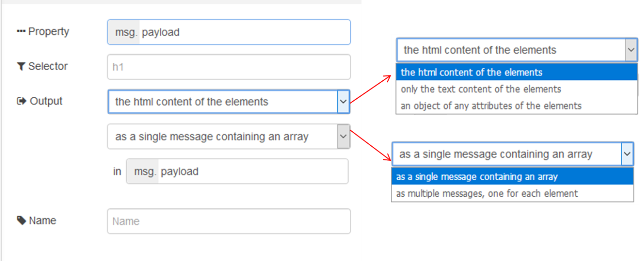 Property
msg. payload
Selector
h1
Output
the html content of the elements
as a single message containing an array
in msg. payload
Name
Name
the html content of the elements
the html content of the elements
only the text content of the elements
an object of any attributes of the elements
as a single message containing an array
as a single message containing an array
as multiple messages, one for each element